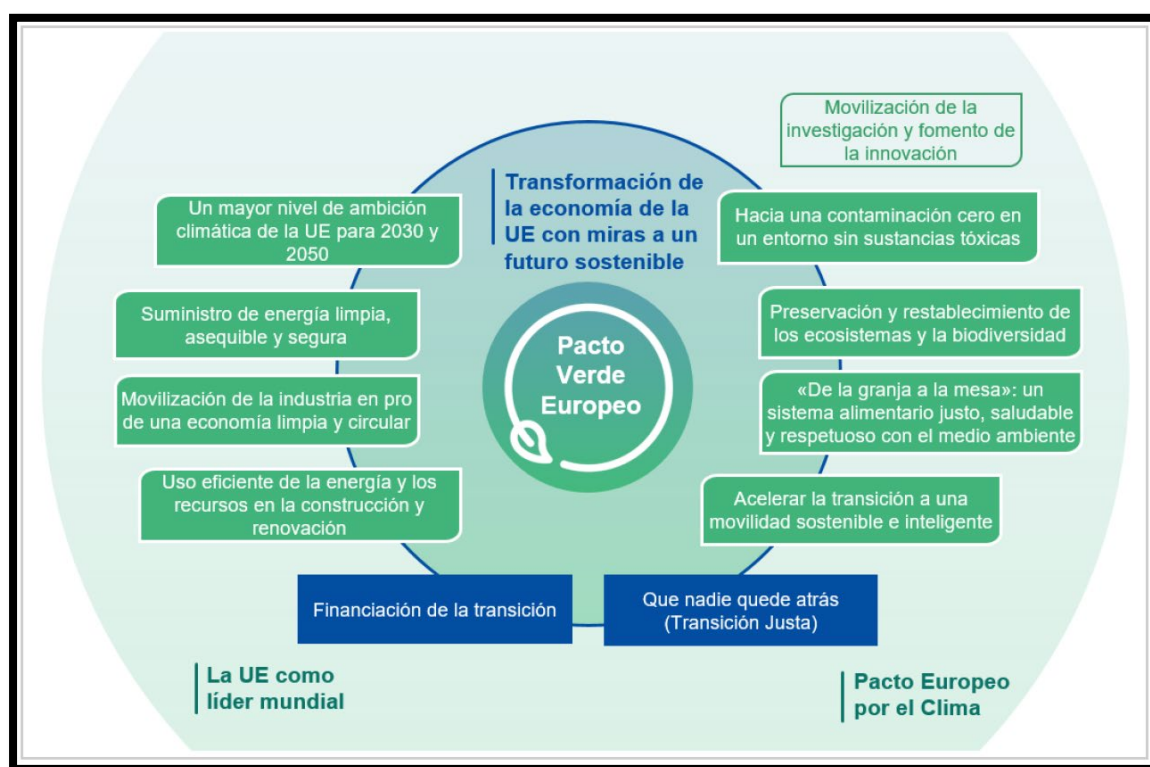 Movilización de la
investigación y fomento de
la innovación
Transformación de
la economía de la
UE con miras a un
futuro sostenible
Un mayor nivel de ambición
climática de la UE para 2030 y
2050
Hacia una contaminación cero en
un entorno sin sustancias tóxicas
Suministro de energía limpia,
asequible y segura
Preservación y restablecimiento de
los ecosistemas y la biodiversidad
Pacto
Verde
Europeo
Movilización de la industria en pro
de una economía limpia y circular
«De la granja a la mesa»: un
sistema alimentario justo, saludable
y respetuoso con el medio ambiente
Uso eficiente de la energía y los
recursos en la construcción y
renovación
Acelerar la transición a una
movilidad sostenible e inteligente
Financiación de la transición
Que nadie quede atrás
(Transición Justa)
La UE como
líder mundial
Pacto Europeo
por el Clima